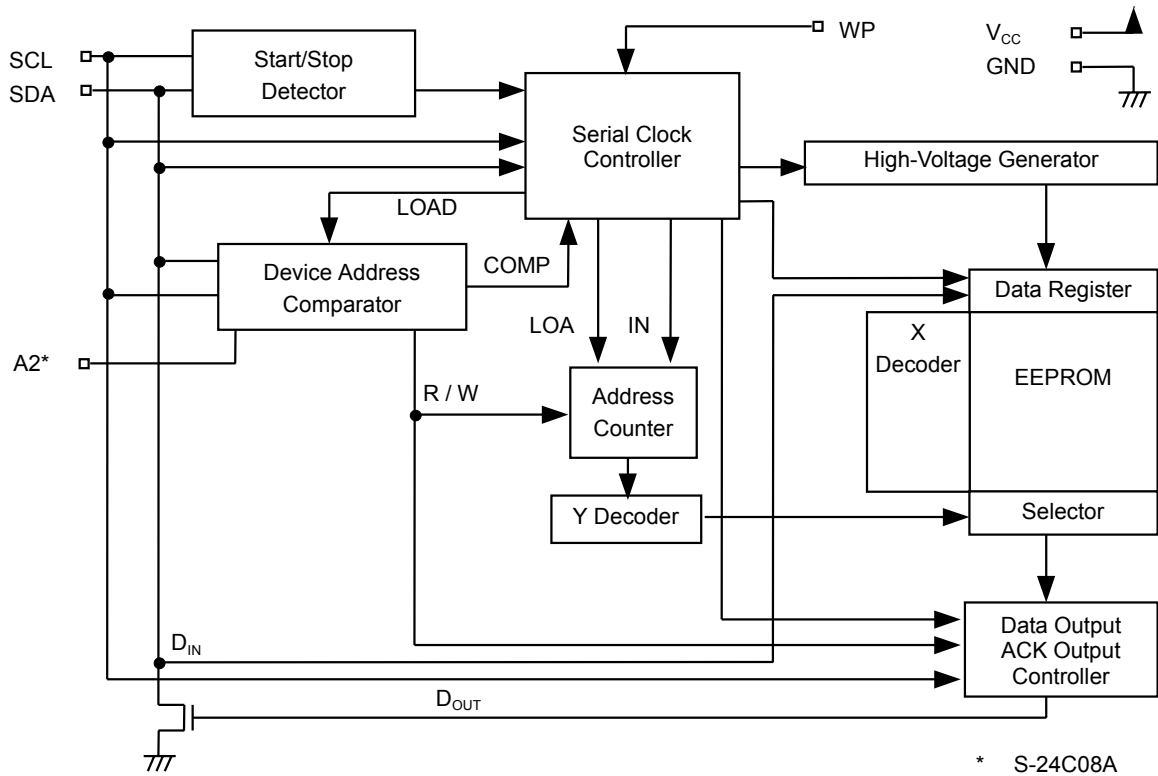 SCL
SDA
Start/Stop
Detector
WP
VCC
GND
Serial Clock
Controller
High-Voltage Generator
LOAD
Device Address
Comparator
COMP
LOA
IN
Data Register
X
Decoder
EEPROM
A2*
R / W
Address
Counter
Y Decoder
Selector
DIN
Data Output
ACK Output
Controller
DOUT
* S-24C08A